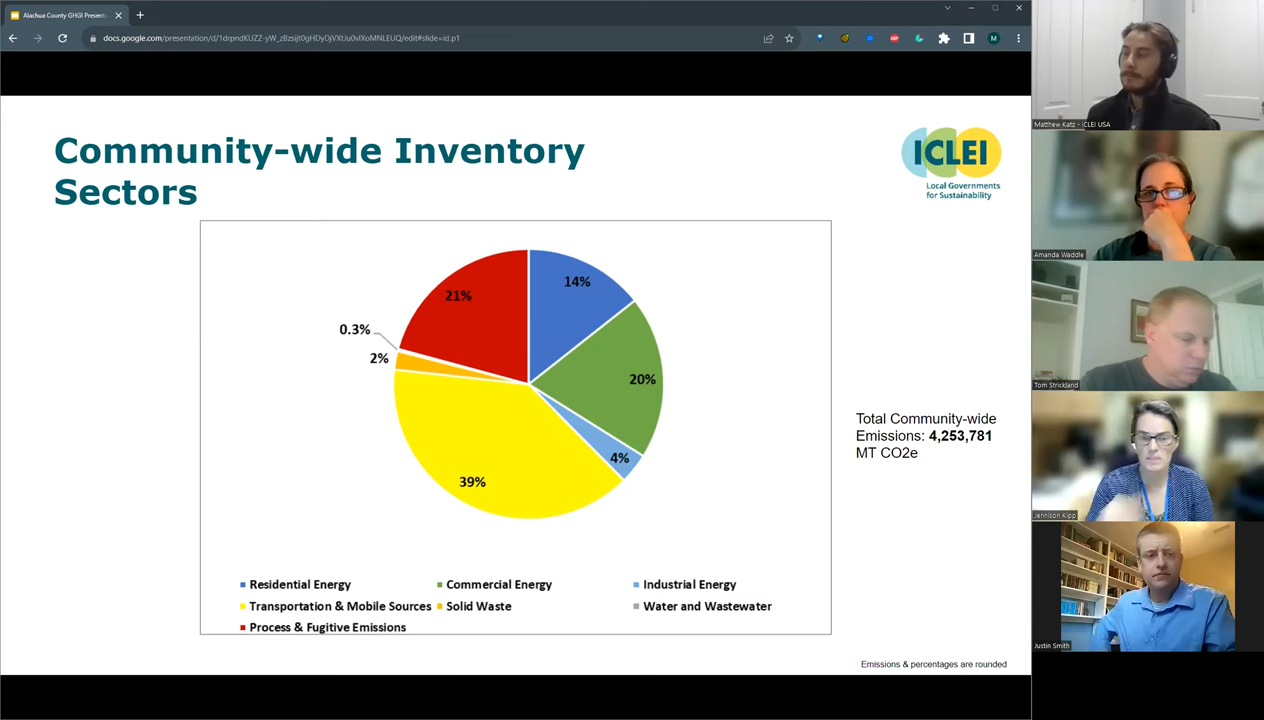 Alachua County GHGI Present
docs.google.com/presentation/d/1drpndKUZZ-yW_zBzsijt0gHDyDjVXtJu0vlXoMNLEUQ/edit#slide=id.p1
M
Community-wide Inventory
Sectors
ICLEI
Local Governments
for Sustainability
21%
14%
0.3%
2%
20%
4%
39%
Total Community-wide
Emissions: 4,253,781
MT CO2e
Residential Energy
Commercial Energy
Industrial Energy
Transportation & Mobile Sources
Solid Waste
Water and Wastewater
Process & Fugitive Emissions
Emissions & percentages are rounded
Matthew Katz - ICLEI USA
Amanda Waddle
Tom Strickland
Jennison Kipp
Justin Smith